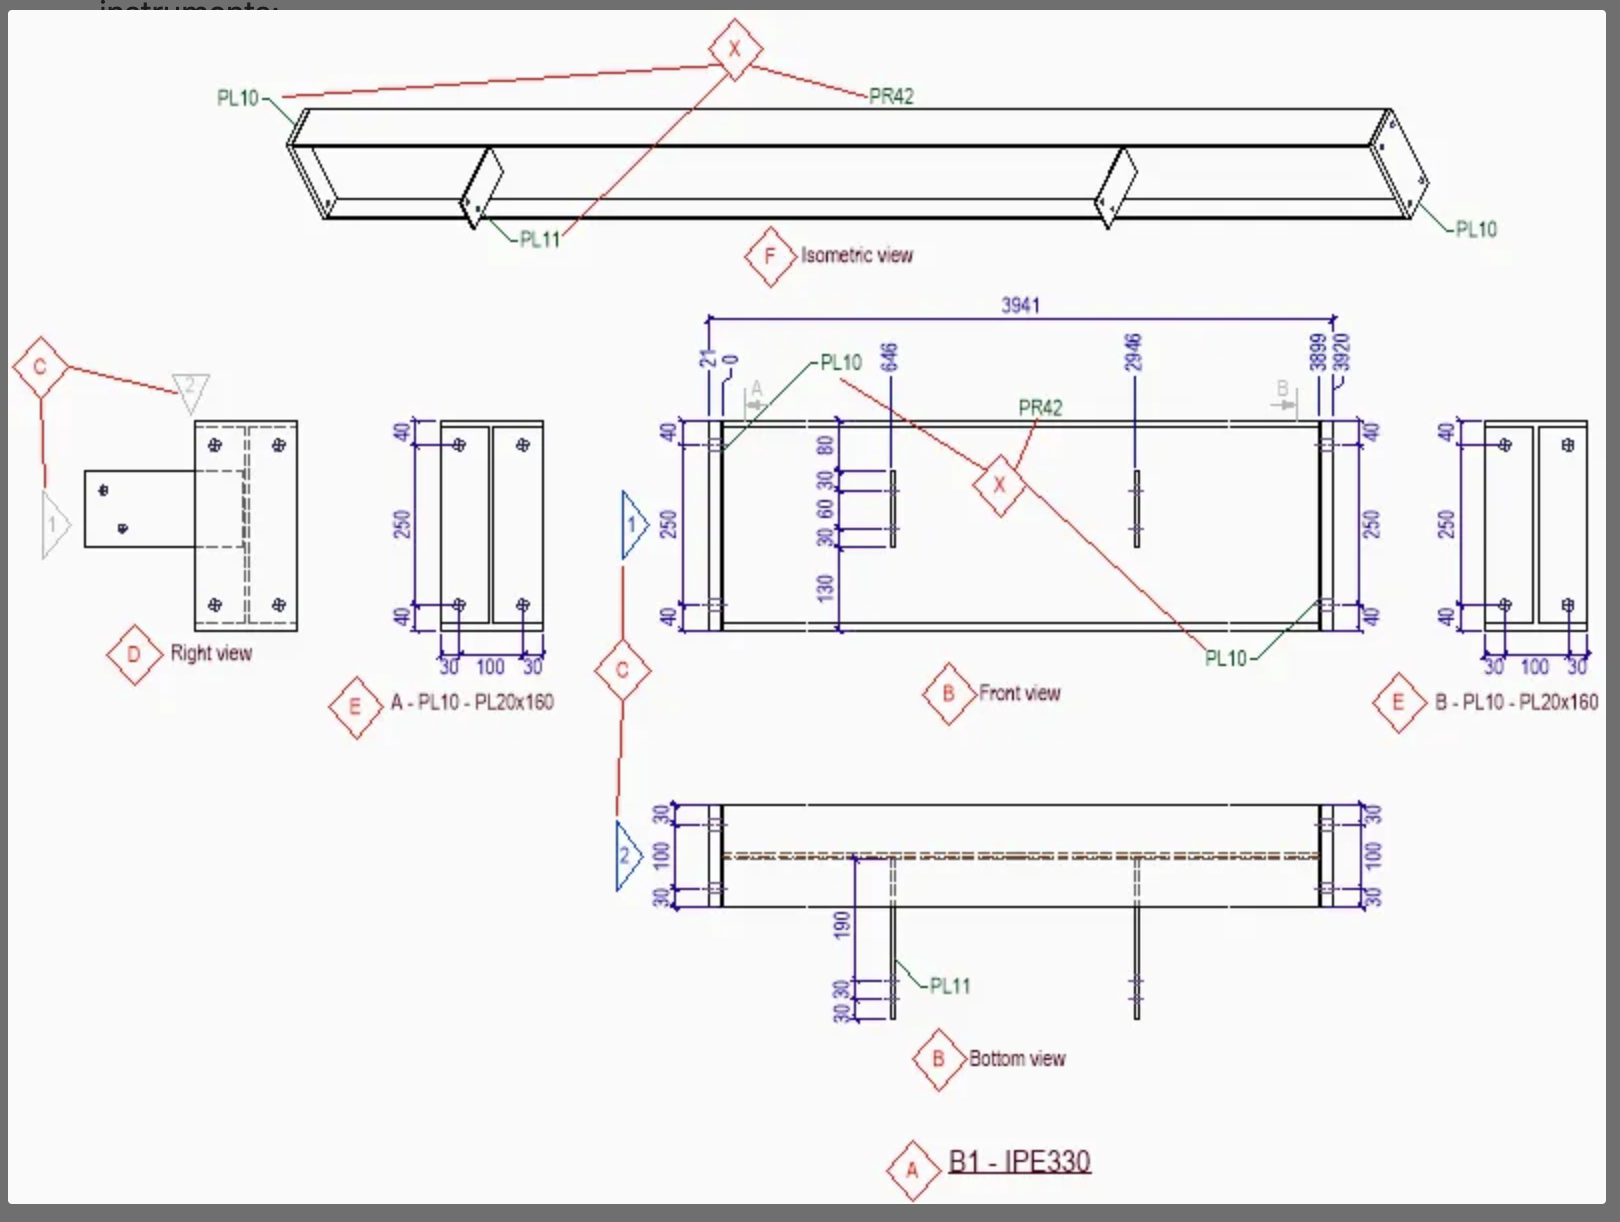 instruments:
X
PL10
PR42
PL11
PL10
F Isometric view
3941
C
2
1
D Right view
40
250
40
30 100 30
E A - PL10 - PL20x160
21
0
646
2946
3899
3920
PL10
A
B
PR42
40
250
40
80
30
60
30
130
X
40
250
40
PL10
1
C
2
B Front view
40
250
40
30 100 30
E B - PL10 - PL20x160
30
100
30
190
30
30
30
100
30
PL11
B Bottom view
A B1 - IPE330